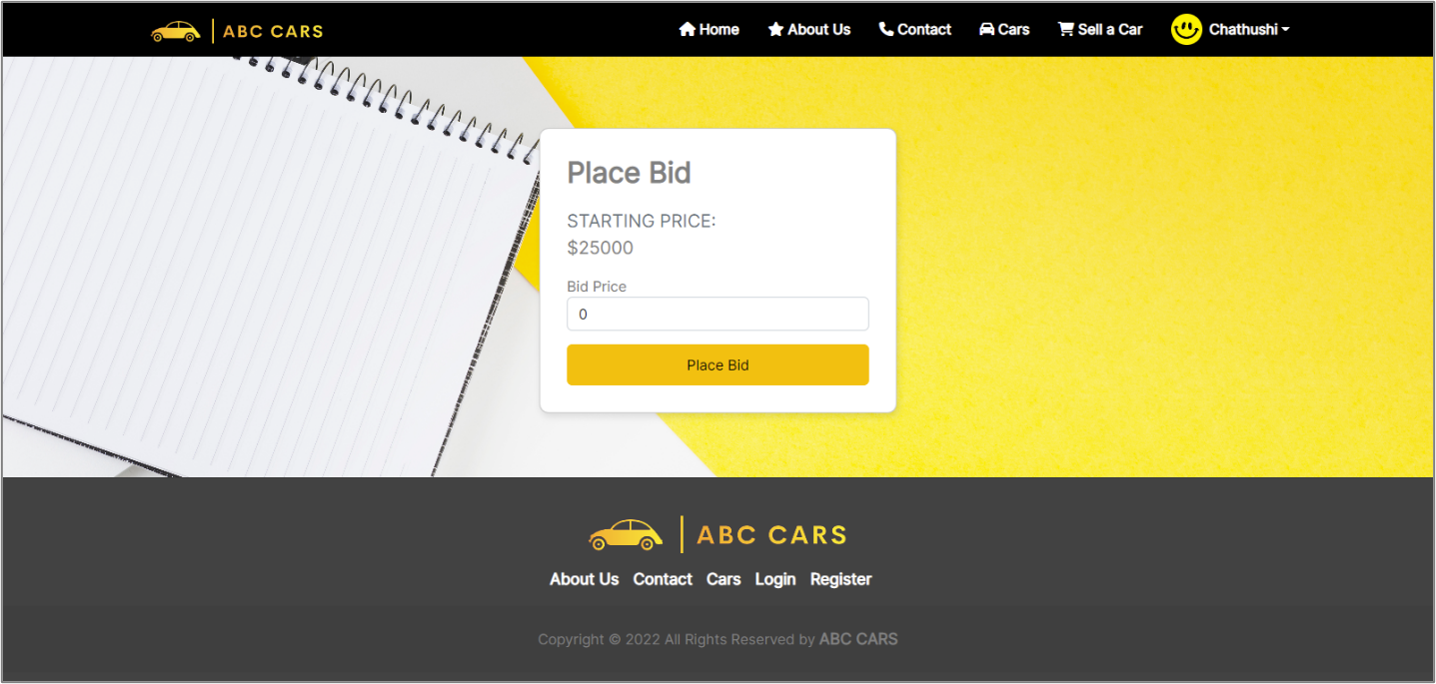 ABC CARS
Home About Us Contact Cars Sell a Car Chathushi
Place Bid
STARTING PRICE:
$25000
Bid Price
0
Place Bid
ABC CARS
About Us Contact Cars Login Register
Copyright © 2022 All Rights Reserved by ABC CARS